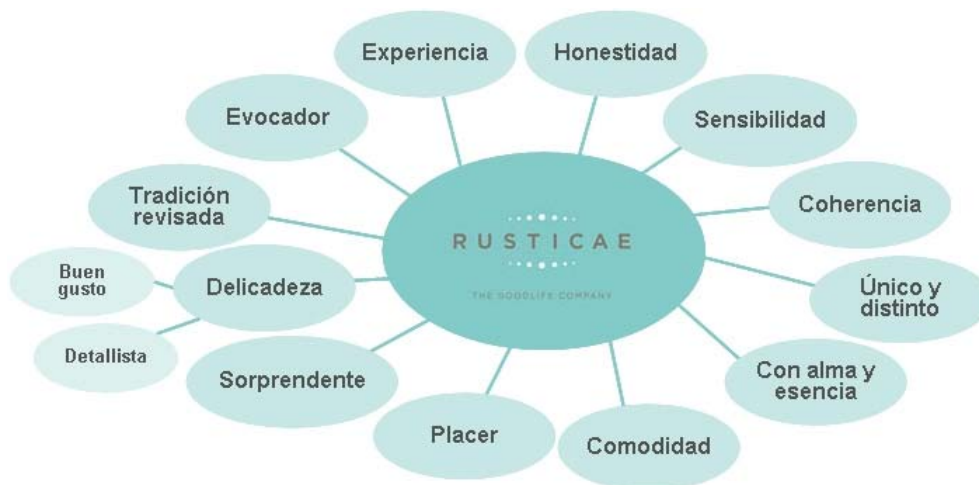 Experiencia
Honestidad
Evocador
Sensibilidad
Tradición
revisada
Coherencia
Buen
gusto
Delicadeza
RUSTICAE
THE GOODLIFE COMPANY
Único y
distinto
Detallista
Sorprendente
Con alma y
esencia
Placer
Comodidad